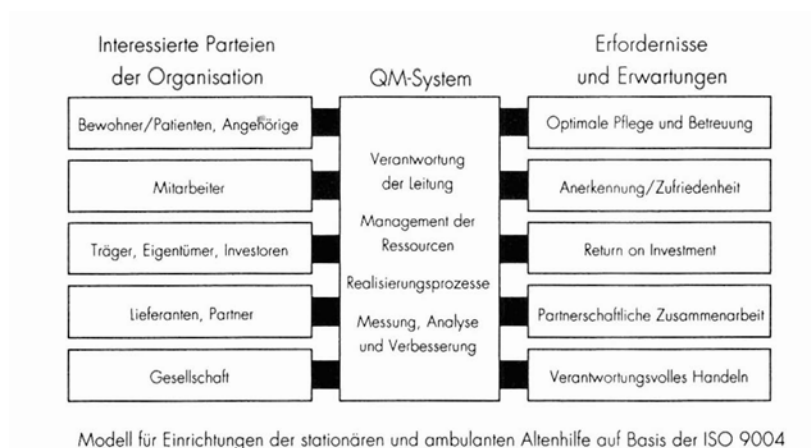 Interessierte Parteien
der Organisation
QM-System
Erfordernisse
und Erwartungen
Bewohner/Patienten, Angehörige
Optimale Pflege und Betreuung
Verantwortung
der Leitung
Mitarbeiter
Anerkennung/Zufriedenheit
Management der
Ressourcen
Träger, Eigentümer, Investoren
Return on Investment
Realisierungsprozesse
Lieferanten, Partner
Partnerschaftliche Zusammenarbeit
Messung, Analyse
und Verbesserung
Gesellschaft
Verantwortungsvolles Handeln
Modell für Einrichtungen der stationären und ambulanten Altenhilfe auf Basis der ISO 9004